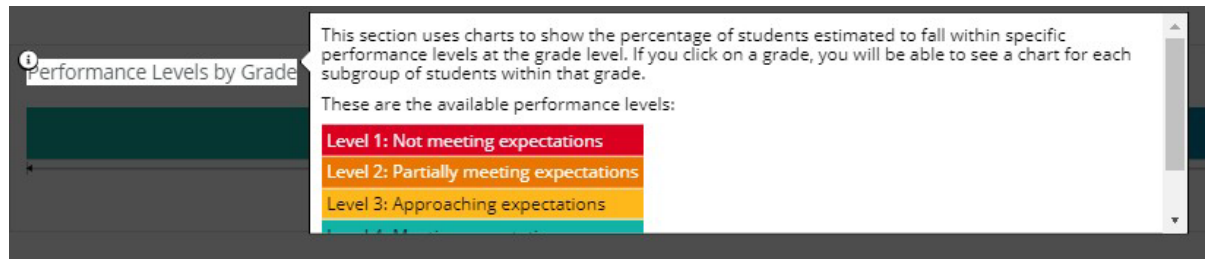 Performance Levels by Grade
This section uses charts to show the percentage of students estimated to fall within specific
performance levels at the grade level. If you click on a grade, you will be able to see a chart for each
subgroup of students within that grade.
These are the available performance levels:
Level 1: Not meeting expectations
Level 2: Partially meeting expectations
Level 3: Approaching expectations